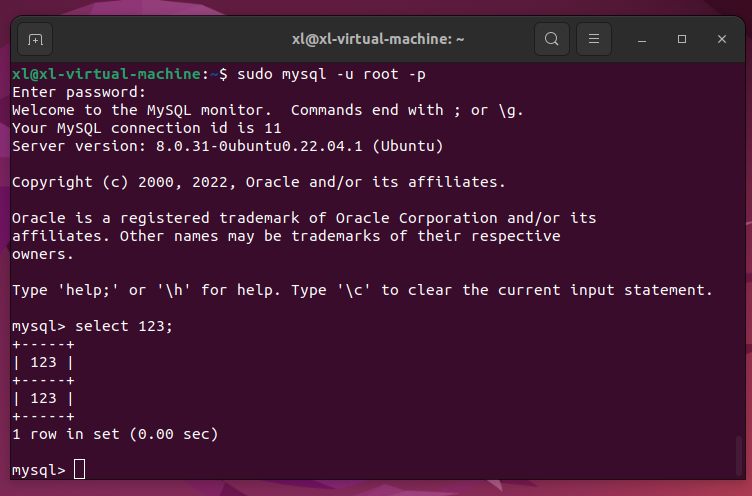 xl@xl-virtual-machine: ~
xl@xl-virtual-machine:~$ sudo mysql -u root -p
Enter password:
Welcome to the MySQL monitor.  Commands end with ; or \g.
Your MySQL connection id is 11
Server version: 8.0.31-0ubuntu0.22.04.1 (Ubuntu)

Copyright (c) 2000, 2022, Oracle and/or its affiliates.

Oracle is a registered trademark of Oracle Corporation and/or its
affiliates. Other names may be trademarks of their respective
owners.

Type 'help;' or '\h' for help. Type '\c' to clear the current input statement.

mysql> select 123;
+-----+
| 123 |
+-----+
| 123 |
+-----+
1 row in set (0.00 sec)

mysql>